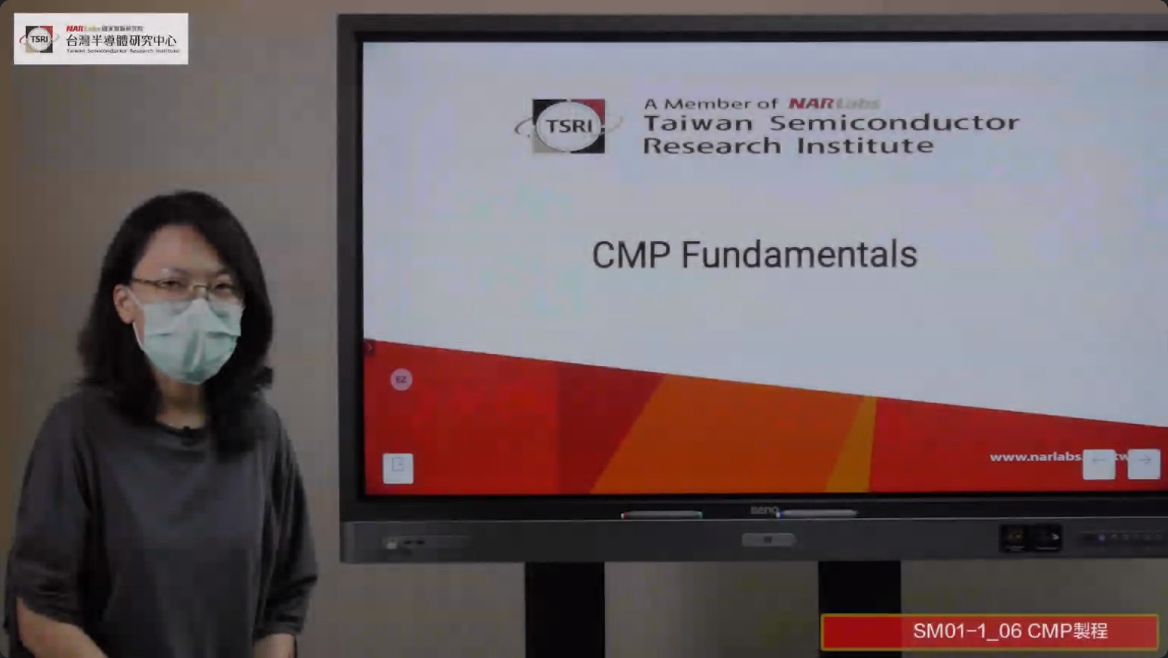 TSRI
NARLabs 國家實驗研究院
台灣半導體研究中心
Taiwan Semiconductor Research Institute
TSRI
A Member of NARLabs
Taiwan Semiconductor
Research Institute
CMP Fundamentals
EZ
www.narlabs
BenQ
SM01-1_06 CMP製程